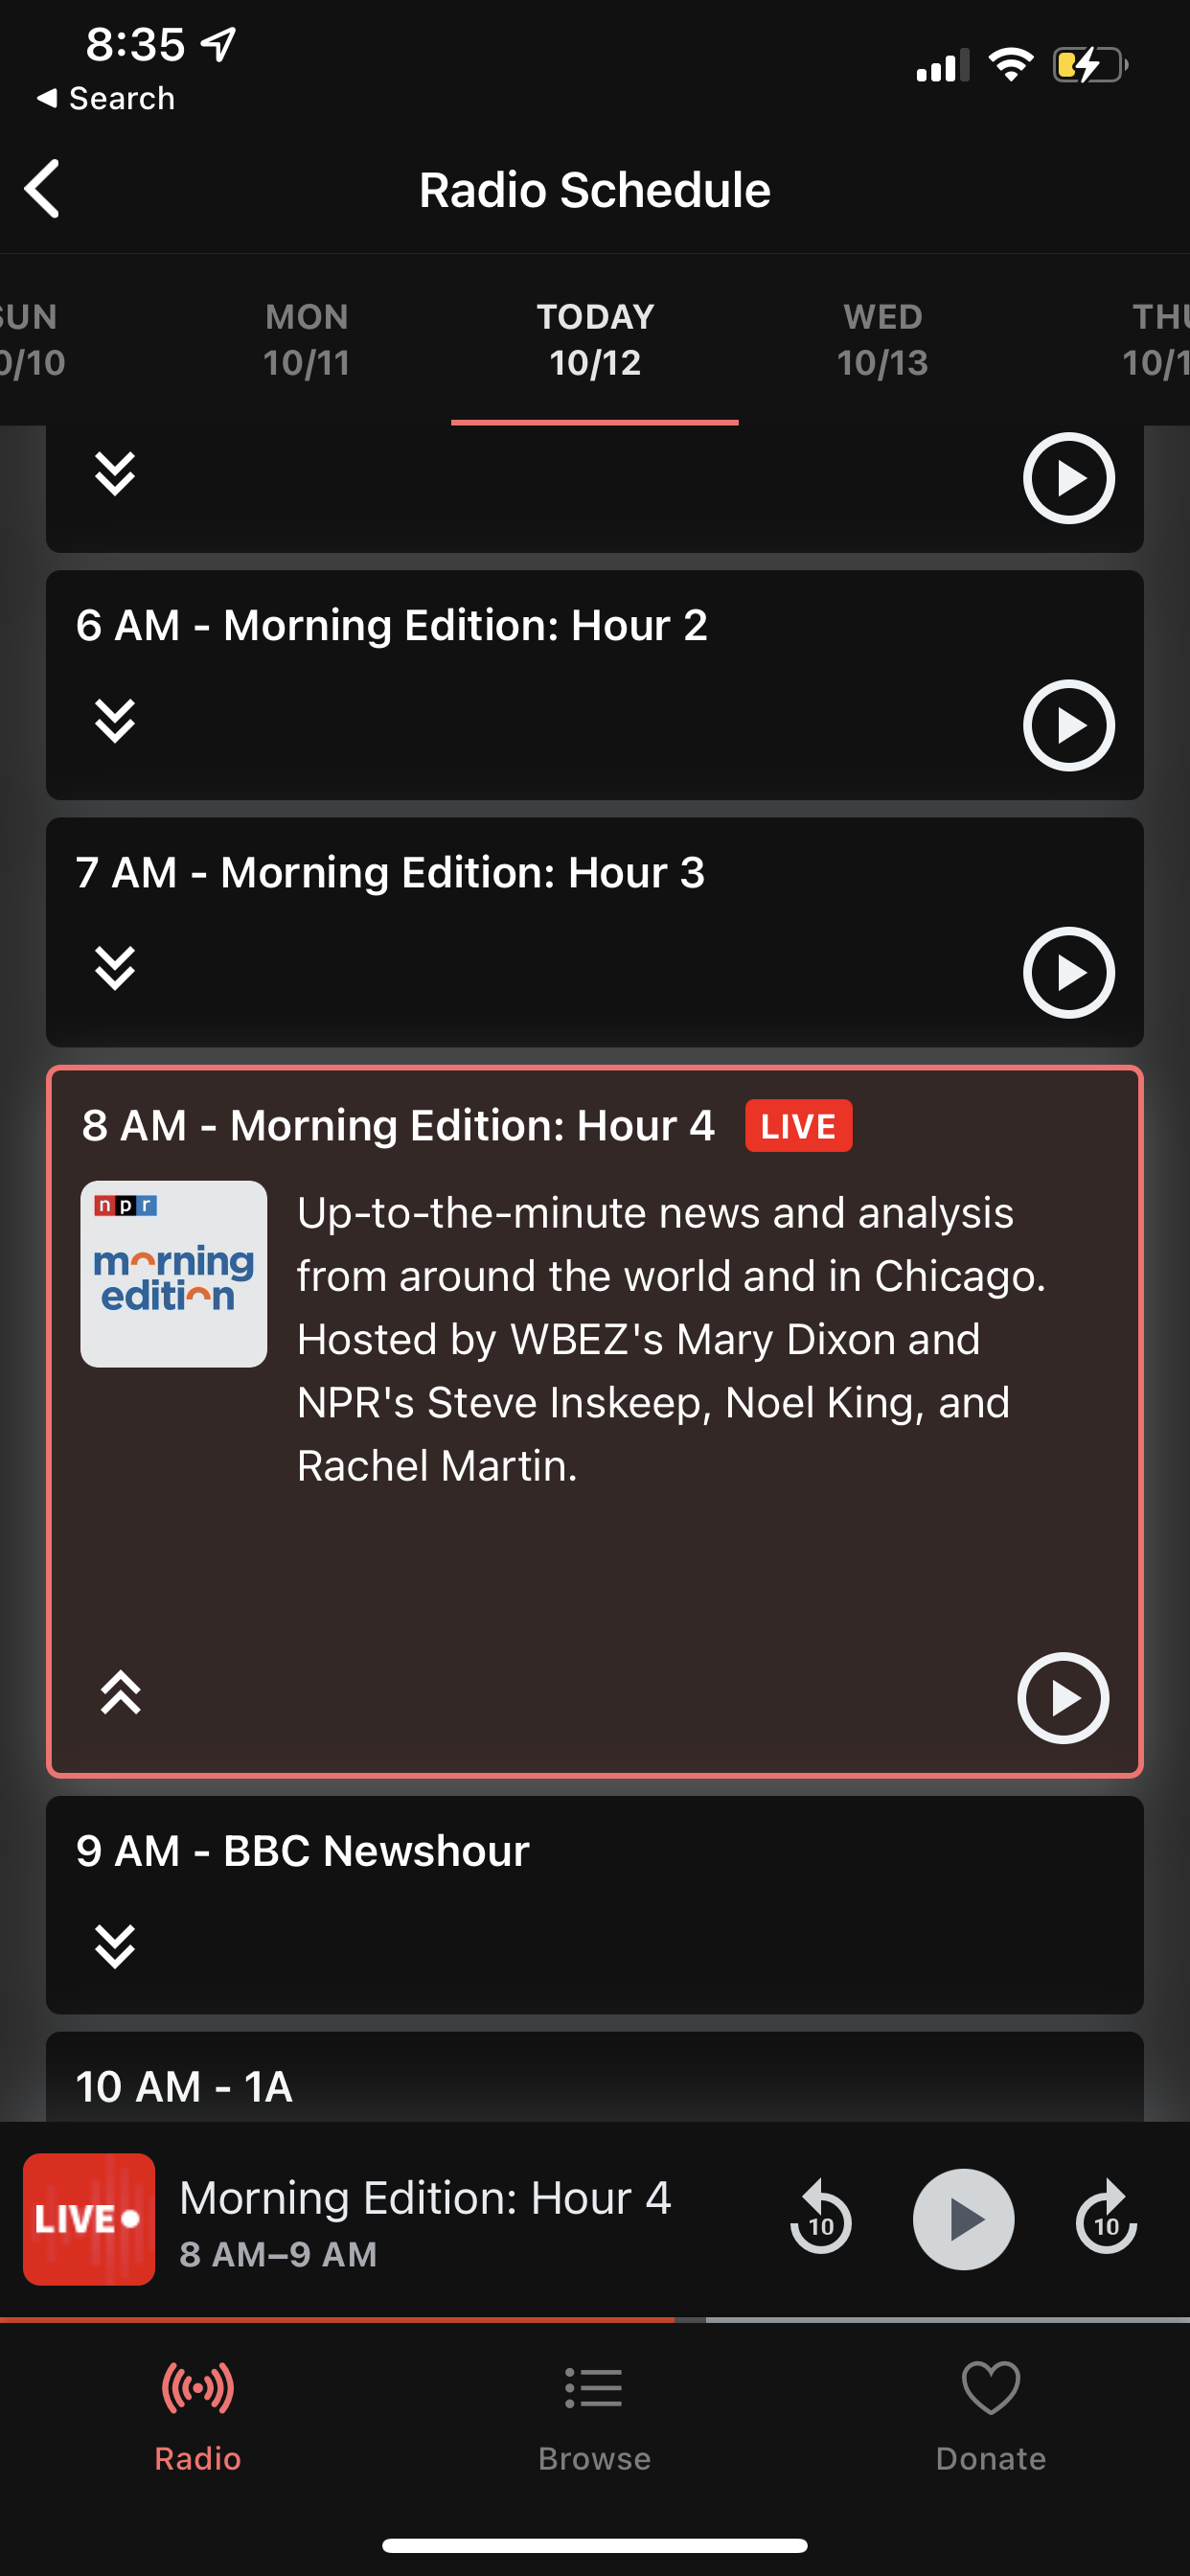 8:35
Search
Radio Schedule
SUN MON TODAY WED THU
0/10 10/11 10/12 10/13 10/1
6 AM - Morning Edition: Hour 2
7 AM - Morning Edition: Hour 3
8 AM - Morning Edition: Hour 4 LIVE
npr
morning
edition
Up-to-the-minute news and analysis
from around the world and in Chicago.
Hosted by WBEZ's Mary Dixon and
NPR's Steve Inskeep, Noel King, and
Rachel Martin.
9 AM - BBC Newshour
10 AM - 1A
LIVE
Morning Edition: Hour 4
8 AM–9 AM
10 10
Radio Browse Donate